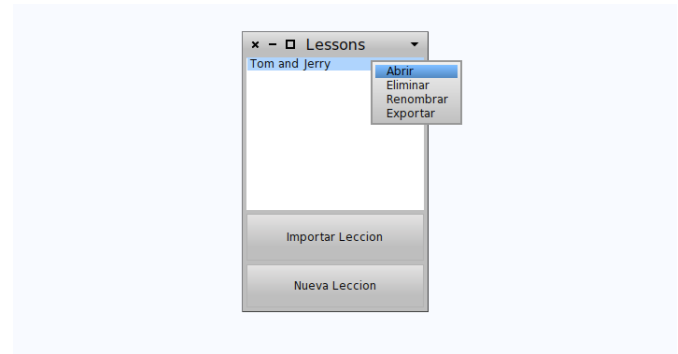 Lessons
Tom and Jerry
Abrir
Eliminar
Renombrar
Exportar
Importar Leccion
Nueva Leccion